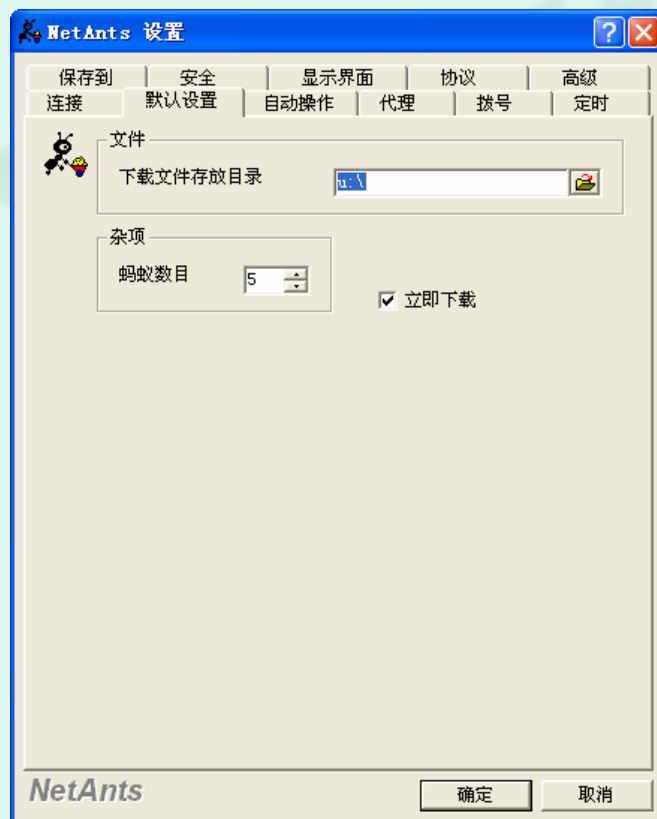 NetAnts 设置
保存到 安全 显示界面 协议 高级
连接 默认设置 自动操作 代理 拨号 定时
文件
下载文件存放目录 u:\
杂项
蚂蚁数目 5
立即下载
NetAnts 确定 取消